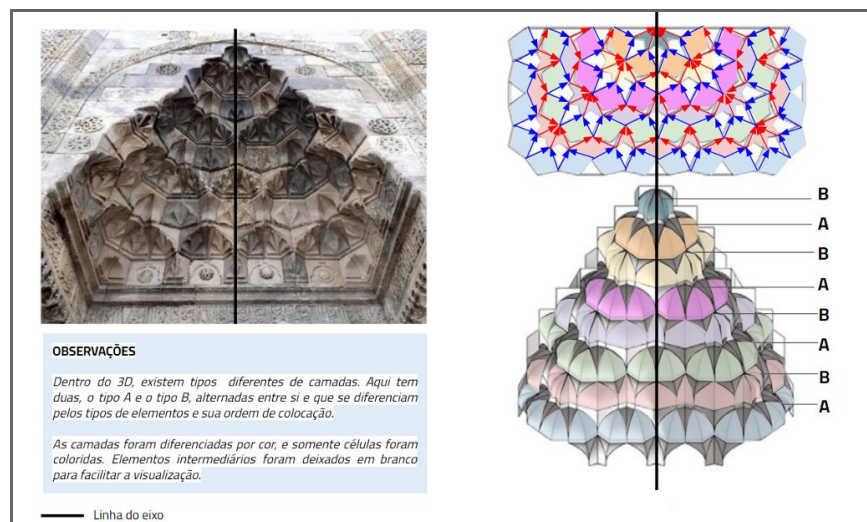 OBSERVAÇÕES
Dentro do 3D, existem tipos diferentes de camadas. Aqui tem
duas, o tipo A e o tipo B, alternadas entre si e que se diferenciam
pelos tipos de elementos e sua ordem de colocação.
As camadas foram diferenciadas por cor, e somente células foram
coloridas. Elementos intermediários foram deixados em branco
para facilitar a visualização.
Linha do eixo
B
A
B
A
B
A
B
A